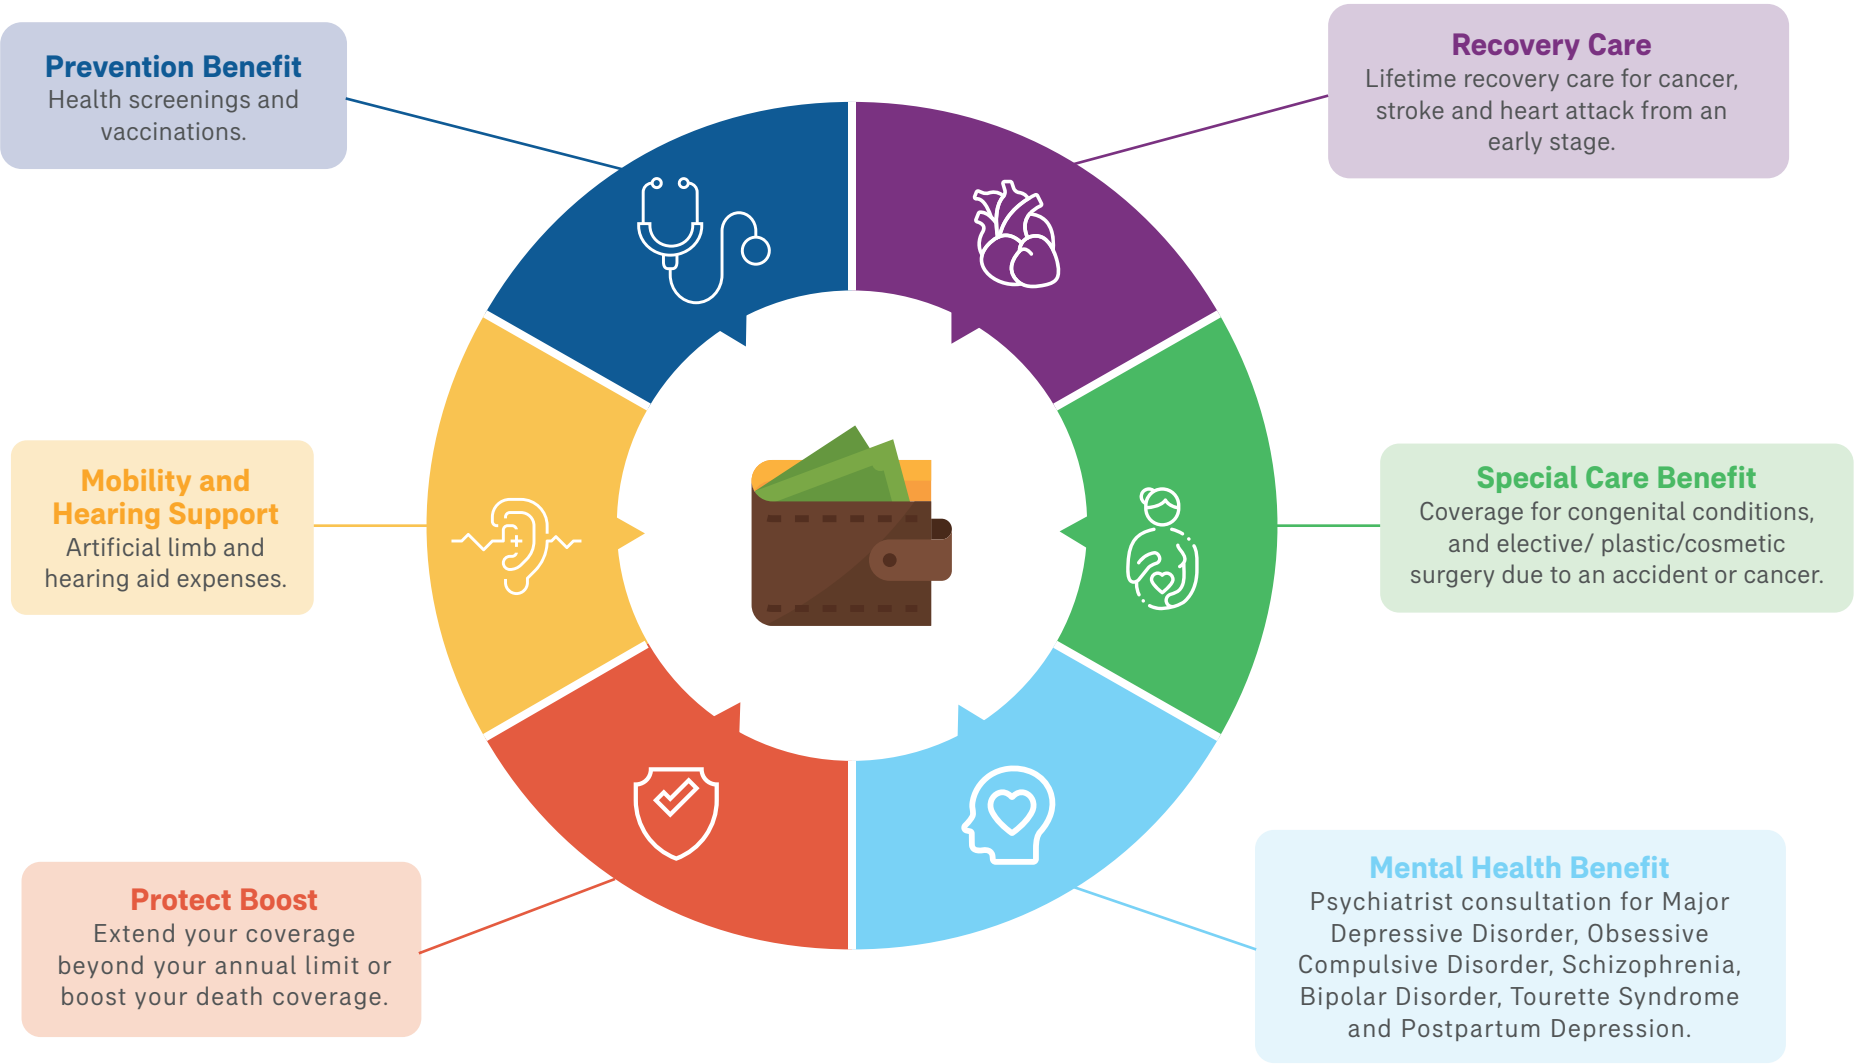 Prevention Benefit
Health screenings and
vaccinations.
Recovery Care
Lifetime recovery care for cancer,
stroke and heart attack from an
early stage.
Mobility and
Hearing Support
Artificial limb and
hearing aid expenses.
Special Care Benefit
Coverage for congenital conditions,
and elective/ plastic/cosmetic
surgery due to an accident or cancer.
Protect Boost
Extend your coverage
beyond your annual limit or
boost your death coverage.
Mental Health Benefit
Psychiatrist consultation for Major
Depressive Disorder, Obsessive
Compulsive Disorder, Schizophrenia,
Bipolar Disorder, Tourette Syndrome
and Postpartum Depression.